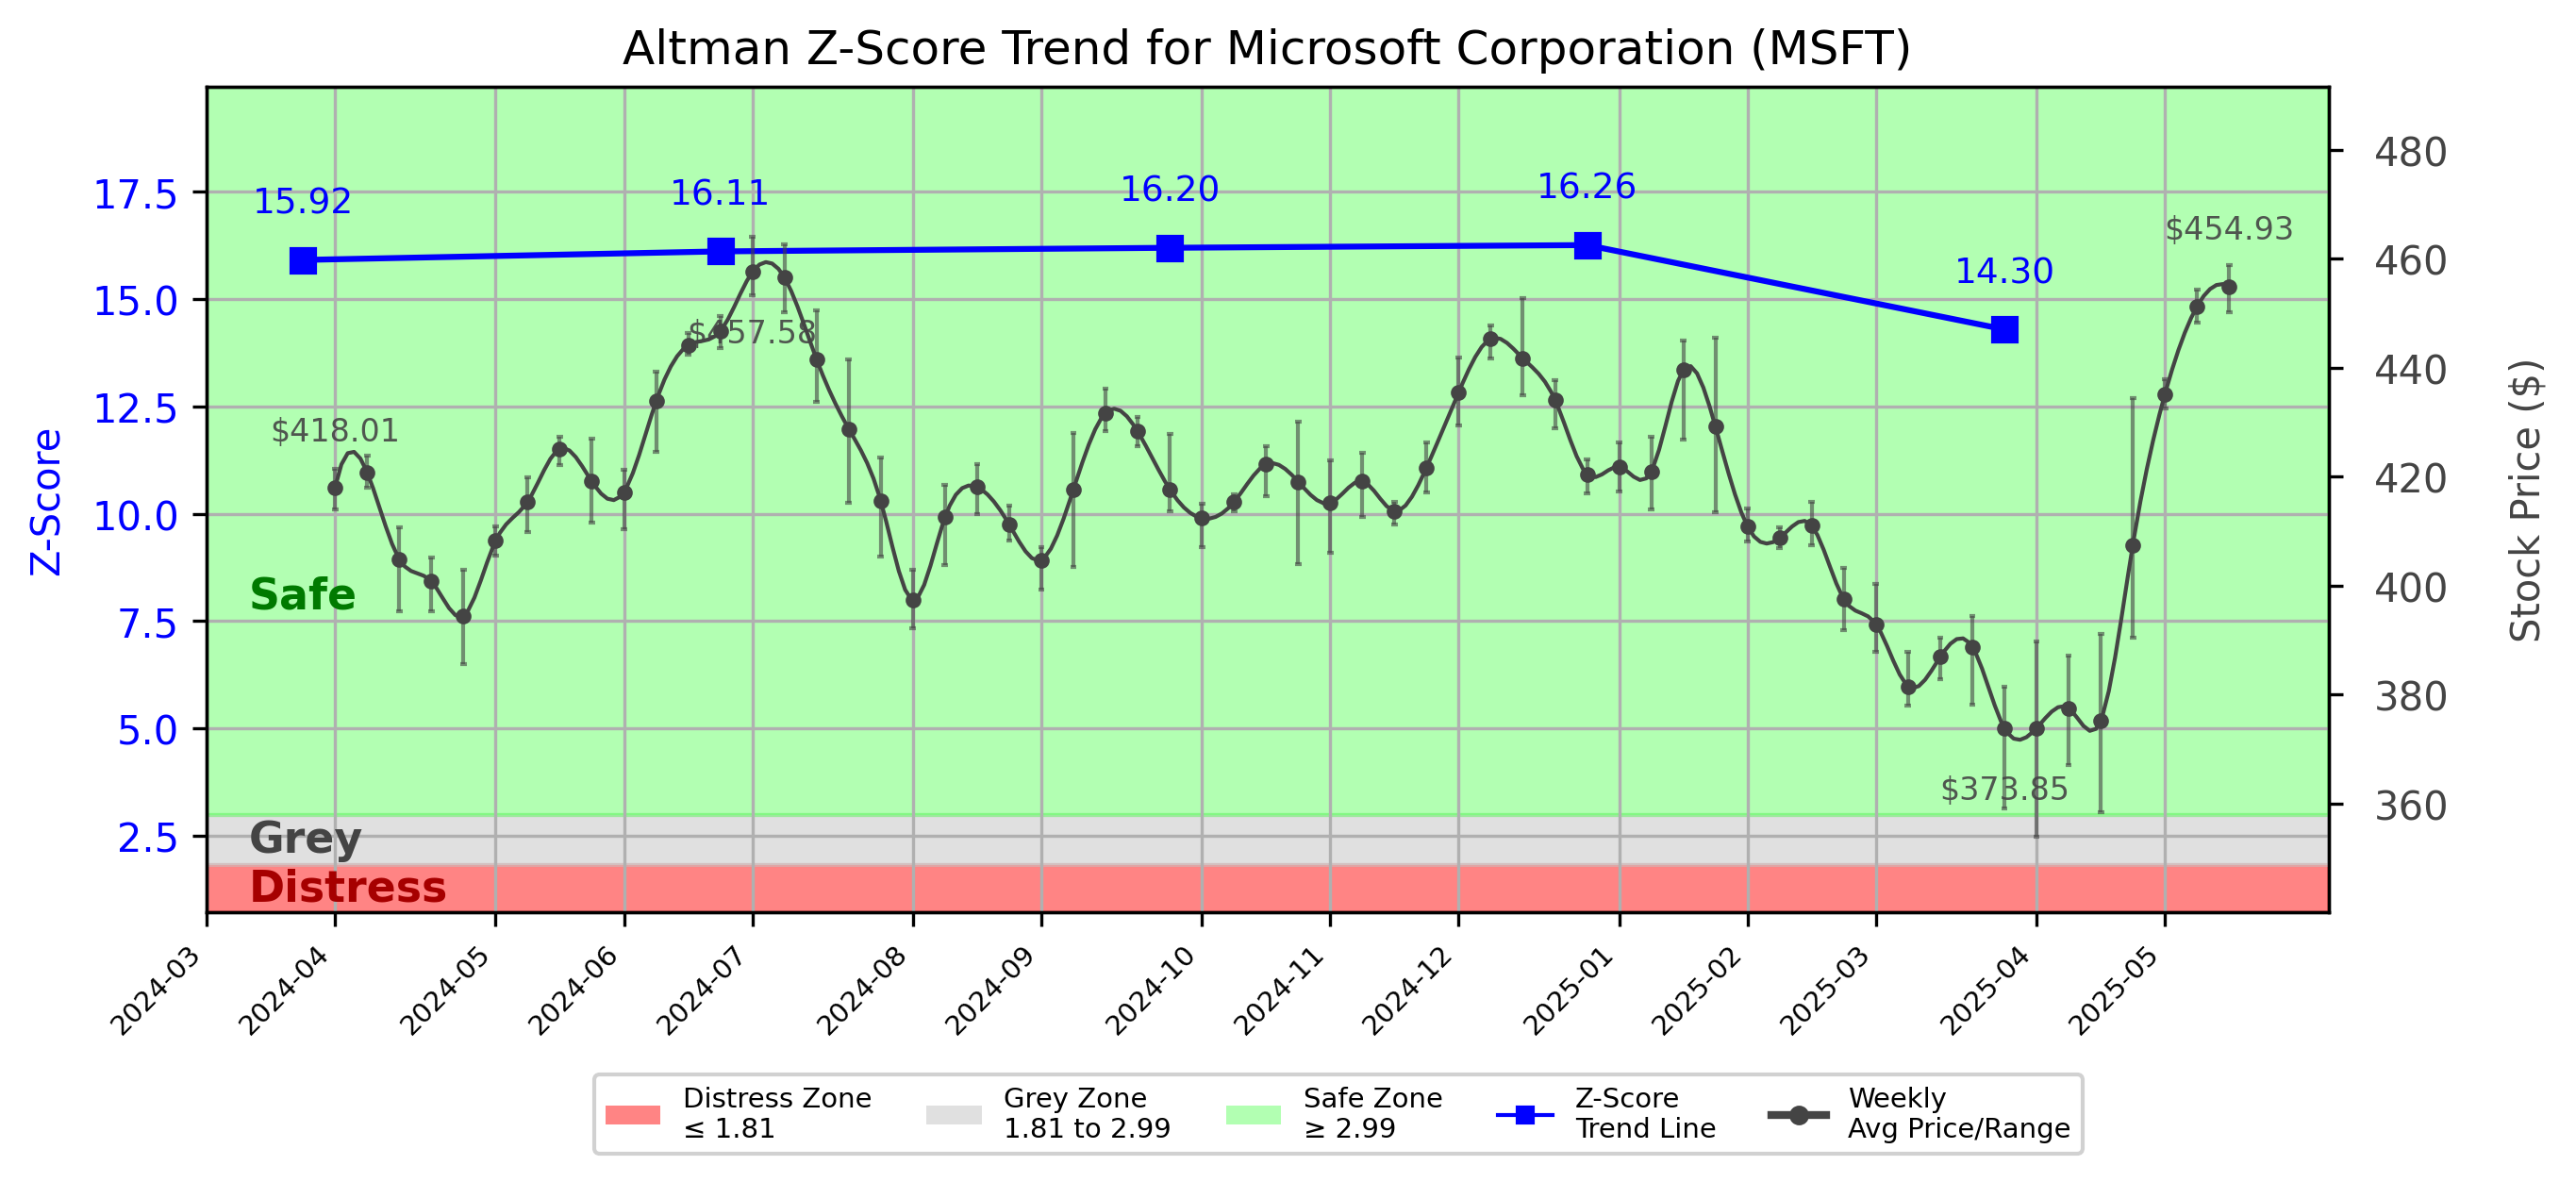 Altman Z-Score Trend for Microsoft Corporation (MSFT)
Z-Score
17.5
15.0
12.5
10.0
7.5
5.0
2.5
15.92
16.11
16.20
16.26
14.30
$418.01
$457.58
$373.85
$454.93
Safe
Grey
Distress
480
460
440
420
400
380
360
Stock Price ($)
2024-03
2024-04
2024-05
2024-06
2024-07
2024-08
2024-09
2024-10
2024-11
2024-12
2025-01
2025-02
2025-03
2025-04
2025-05
Distress Zone
≤ 1.81
Grey Zone
1.81 to 2.99
Safe Zone
≥ 2.99
Z-Score
Trend Line
Weekly
Avg Price/Range